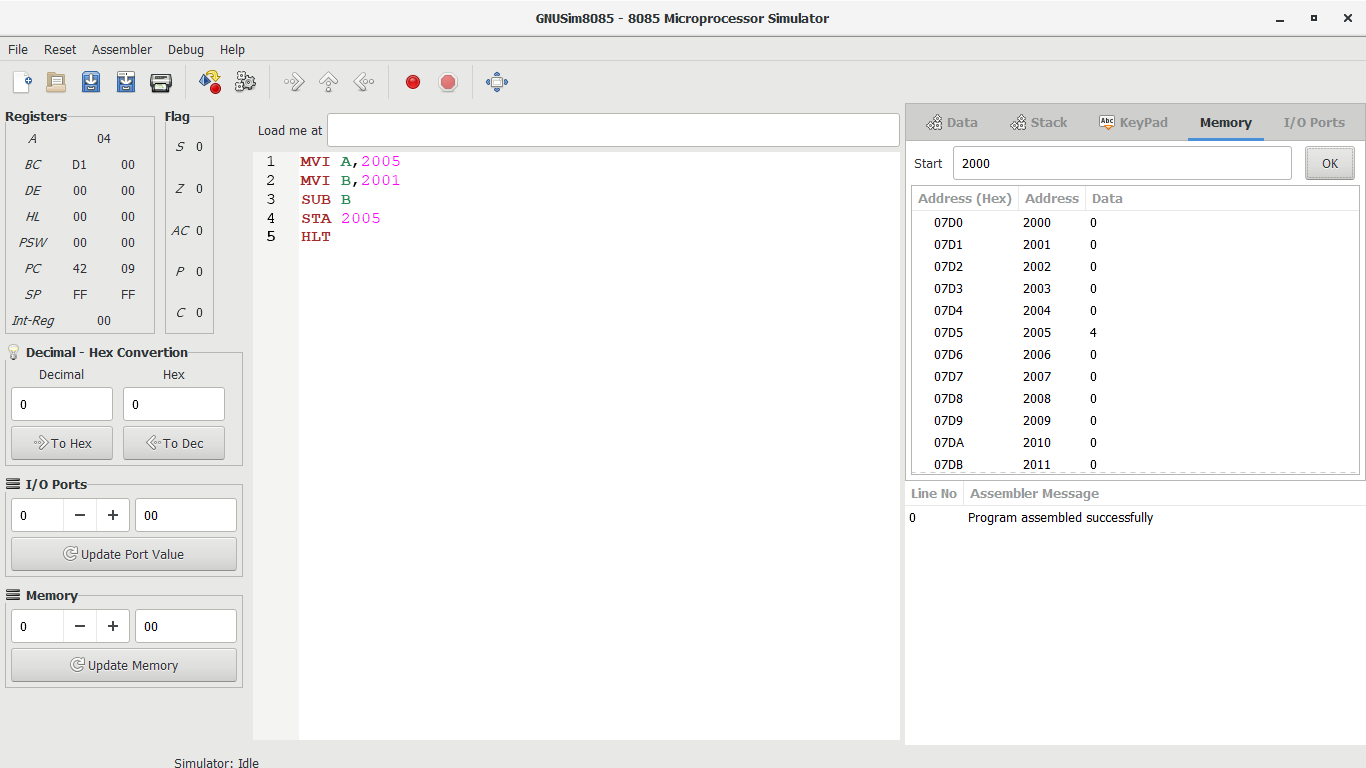 GNUSim8085 - 8085 Microprocessor Simulator
File Reset Assembler Debug Help
Registers
A 04
BC D1 00
DE 00 00
HL 00 00
PSW 00 00
PC 42 09
SP FF FF
Int-Reg 00
Flag
S 0
Z 0
AC 0
P 0
C 0
Decimal - Hex Convertion
Decimal Hex
0 0
To Hex To Dec
I/O Ports
0 − + 00
Update Port Value
Memory
0 − + 00
Update Memory
Load me at
1 MVI A,2005
2 MVI B,2001
3 SUB B
4 STA 2005
5 HLT
Data Stack Abc KeyPad Memory I/O Ports
Start 2000 OK
Address (Hex) Address Data
07D0 2000 0
07D1 2001 0
07D2 2002 0
07D3 2003 0
07D4 2004 0
07D5 2005 4
07D6 2006 0
07D7 2007 0
07D8 2008 0
07D9 2009 0
07DA 2010 0
07DB 2011 0
Line No Assembler Message
0 Program assembled successfully
Simulator: Idle